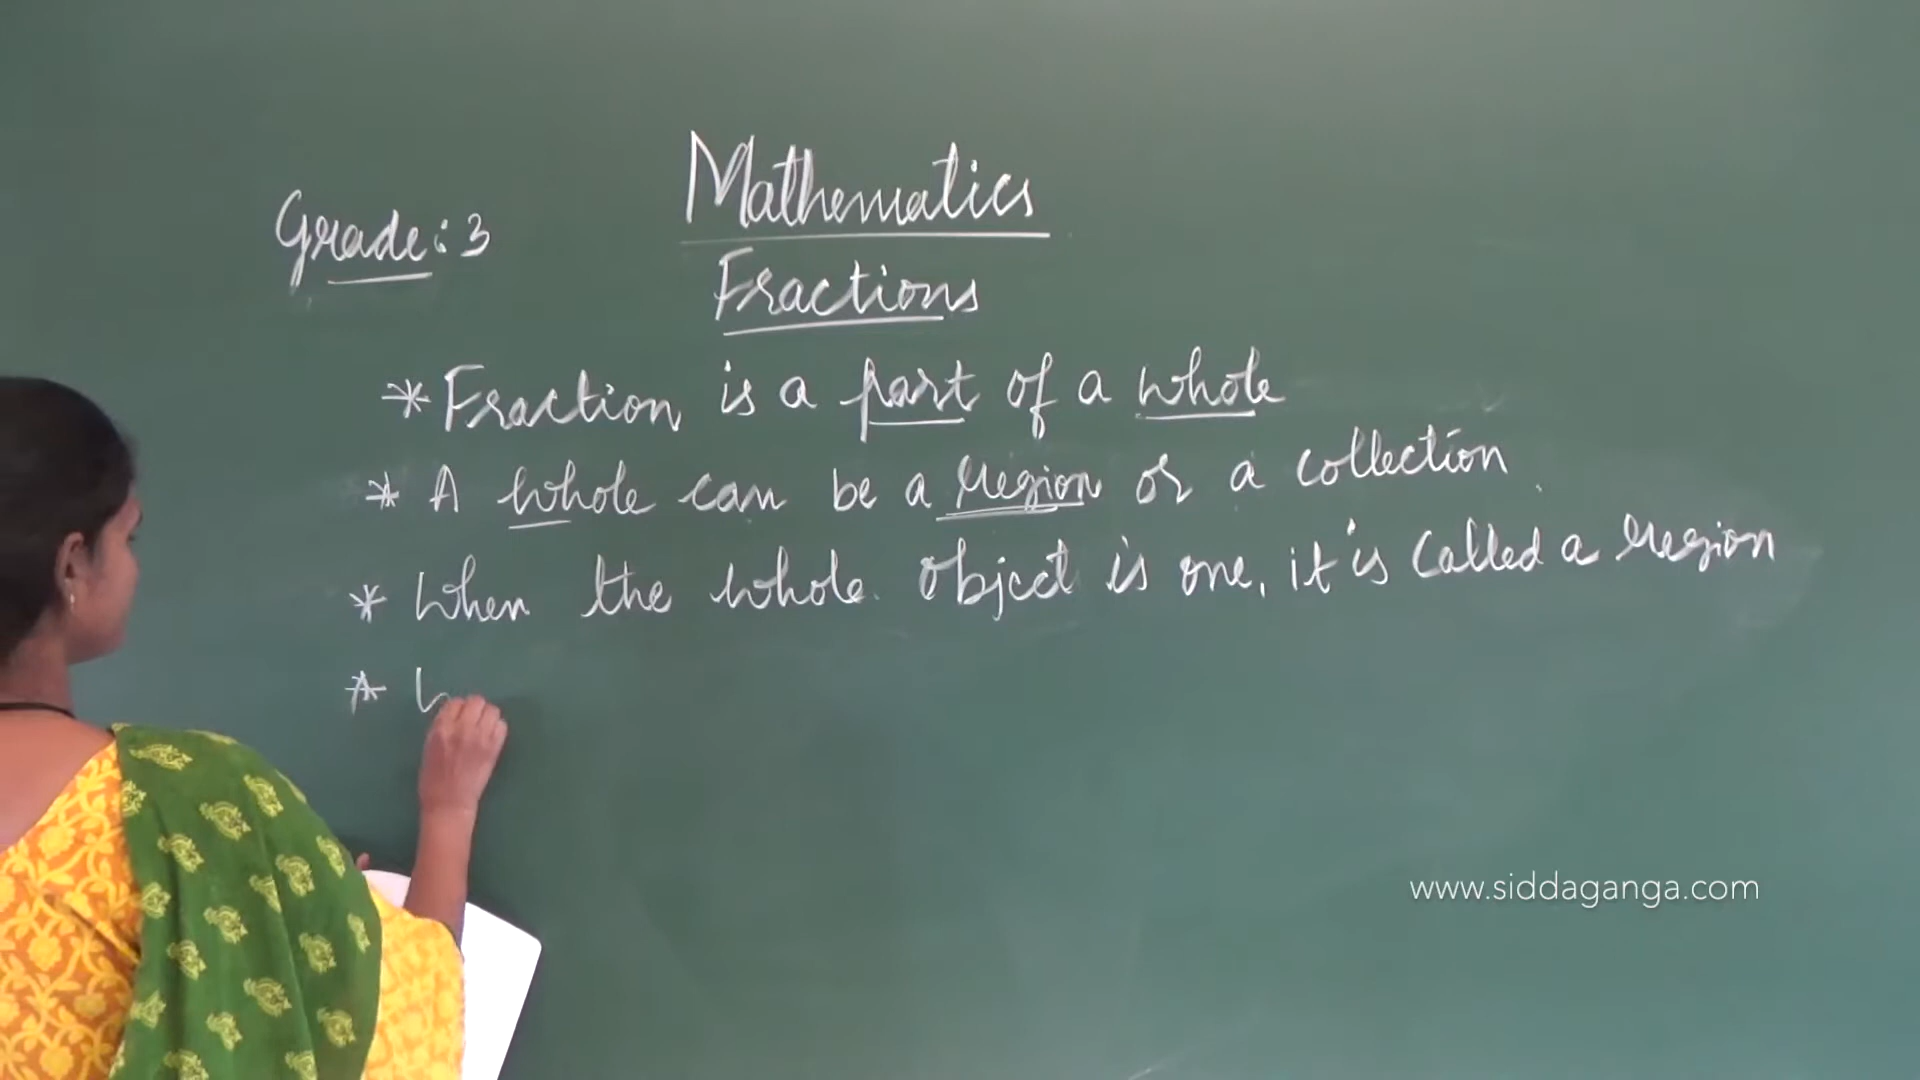 Mathematics
Grade: 3
Fractions
* Fraction is a part of a whole
* A whole can be a region or a collection.
* When the whole object is one, it is called a region
*
www.siddaganga.com